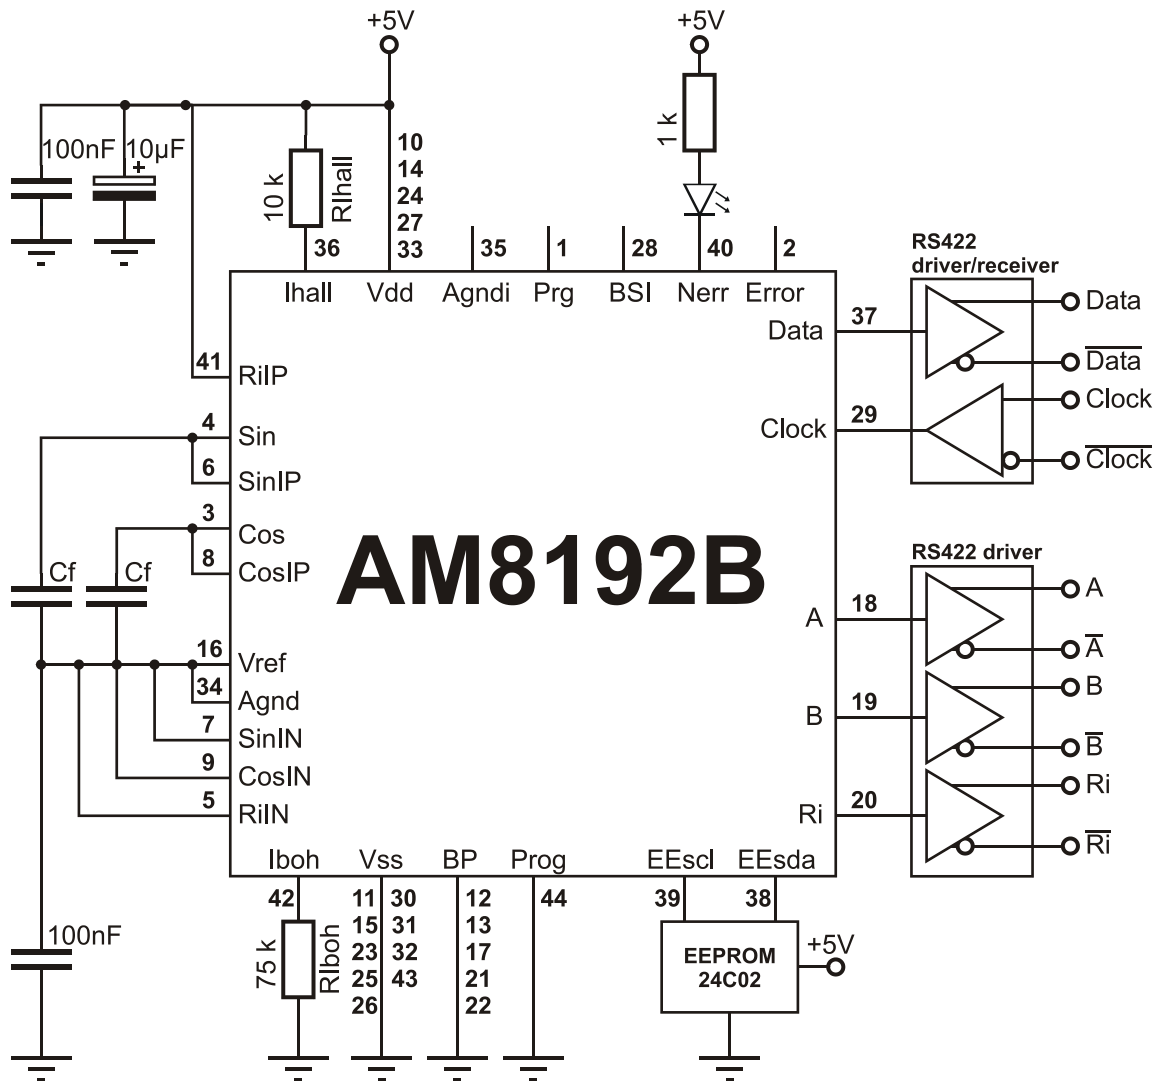 +5V
+5V
100nF
10µF
+
10 k
RIhall
1 k
10
14
24
27
33
36
35
1
28
40
2
Ihall
Vdd
Agndi
Prg
BSI
Nerr
Error
RS422
driver/receiver
Data
37
Data
Data
41
RiIP
Clock
29
Clock
Clock
4
Sin
6
SinIP
3
Cos
8
CosIP
AM8192B
Cf
Cf
RS422 driver
A
18
A
A
16
Vref
34
Agnd
7
SinIN
9
CosIN
5
RiIN
B
19
B
B
Ri
20
Ri
Ri
Iboh
Vss
BP
Prog
EEscl
EEsda
42
11
15
23
25
26
30
31
32
43
12
13
17
21
22
44
39
38
100nF
75 k
RIboh
EEPROM
24C02
+5V